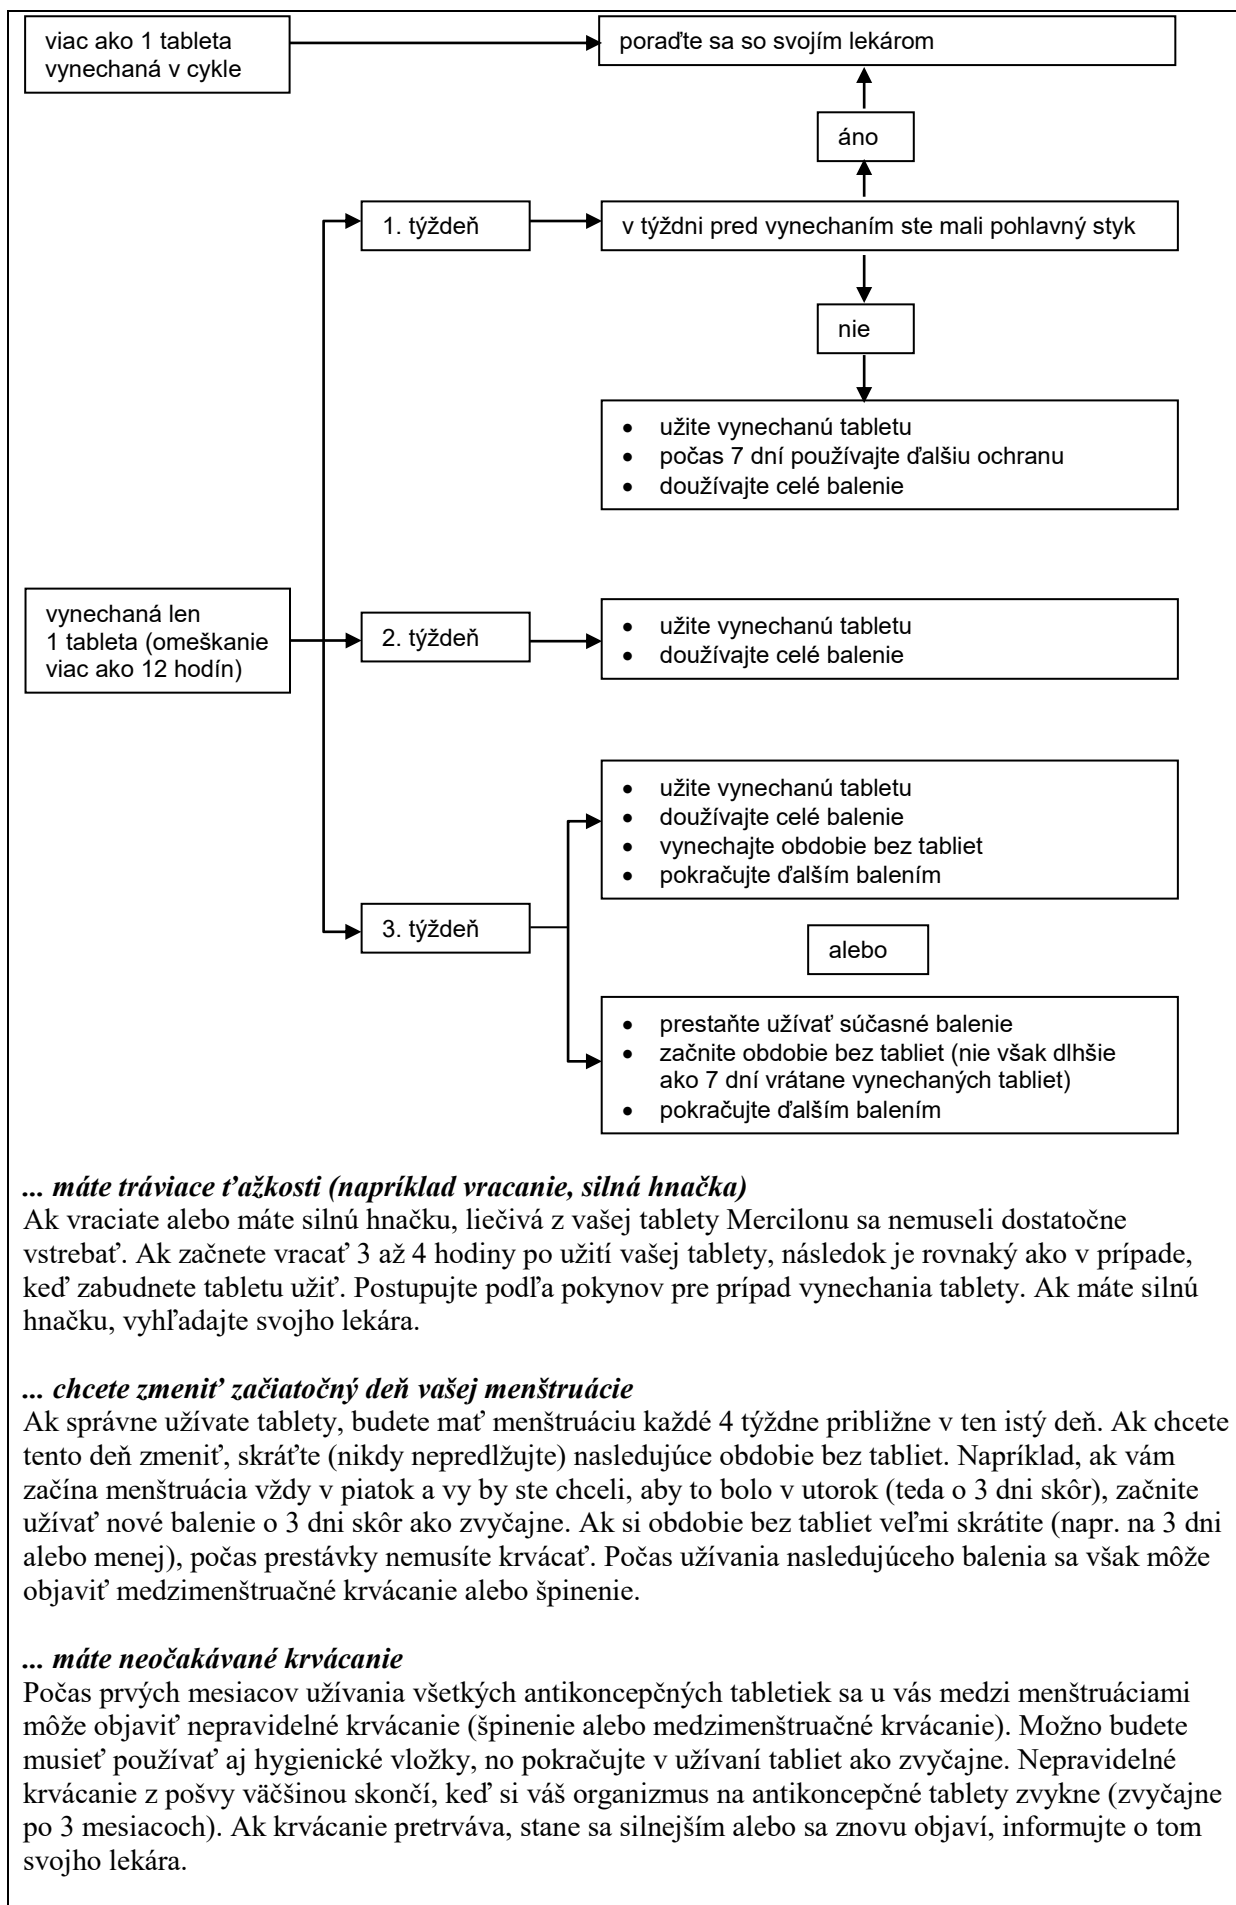 viac ako 1 tableta
vynechaná v cykle
poraďte sa so svojím lekárom
áno
1. týždeň
v týždni pred vynechaním ste mali pohlavný styk
nie
• užite vynechanú tabletu
• počas 7 dní používajte ďalšiu ochranu
• doužívajte celé balenie
vynechaná len
1 tableta (omeškanie
viac ako 12 hodín)
2. týždeň
• užite vynechanú tabletu
• doužívajte celé balenie
• užite vynechanú tabletu
• doužívajte celé balenie
• vynechajte obdobie bez tabliet
• pokračujte ďalším balením
3. týždeň
alebo
• prestaňte užívať súčasné balenie
• začnite obdobie bez tabliet (nie však dlhšie
ako 7 dní vrátane vynechaných tabliet)
• pokračujte ďalším balením
... máte tráviace ťažkosti (napríklad vracanie, silná hnačka)
Ak vraciate alebo máte silnú hnačku, liečivá z vašej tablety Mercilonu sa nemuseli dostatočne
vstrebať. Ak začnete vracať 3 až 4 hodiny po užití vašej tablety, následok je rovnaký ako v prípade,
keď zabudnete tabletu užiť. Postupujte podľa pokynov pre prípad vynechania tablety. Ak máte silnú
hnačku, vyhľadajte svojho lekára.
... chcete zmeniť začiatočný deň vašej menštruácie
Ak správne užívate tablety, budete mať menštruáciu každé 4 týždne približne v ten istý deň. Ak chcete
tento deň zmeniť, skráťte (nikdy nepredlžujte) nasledujúce obdobie bez tabliet. Napríklad, ak vám
začína menštruácia vždy v piatok a vy by ste chceli, aby to bolo v utorok (teda o 3 dni skôr), začnite
užívať nové balenie o 3 dni skôr ako zvyčajne. Ak si obdobie bez tabliet veľmi skrátite (napr. na 3 dni
alebo menej), počas prestávky nemusíte krvácať. Počas užívania nasledujúceho balenia sa však môže
objaviť medzimenštruačné krvácanie alebo špinenie.
... máte neočakávané krvácanie
Počas prvých mesiacov užívania všetkých antikoncepčných tabletiek sa u vás medzi menštruáciami
môže objaviť nepravidelné krvácanie (špinenie alebo medzimenštruačné krvácanie). Možno budete
musieť používať aj hygienické vložky, no pokračujte v užívaní tabliet ako zvyčajne. Nepravidelné
krvácanie z pošvy väčšinou skončí, keď si váš organizmus na antikoncepčné tablety zvykne (zvyčajne
po 3 mesiacoch). Ak krvácanie pretrváva, stane sa silnejším alebo sa znovu objaví, informujte o tom
svojho lekára.